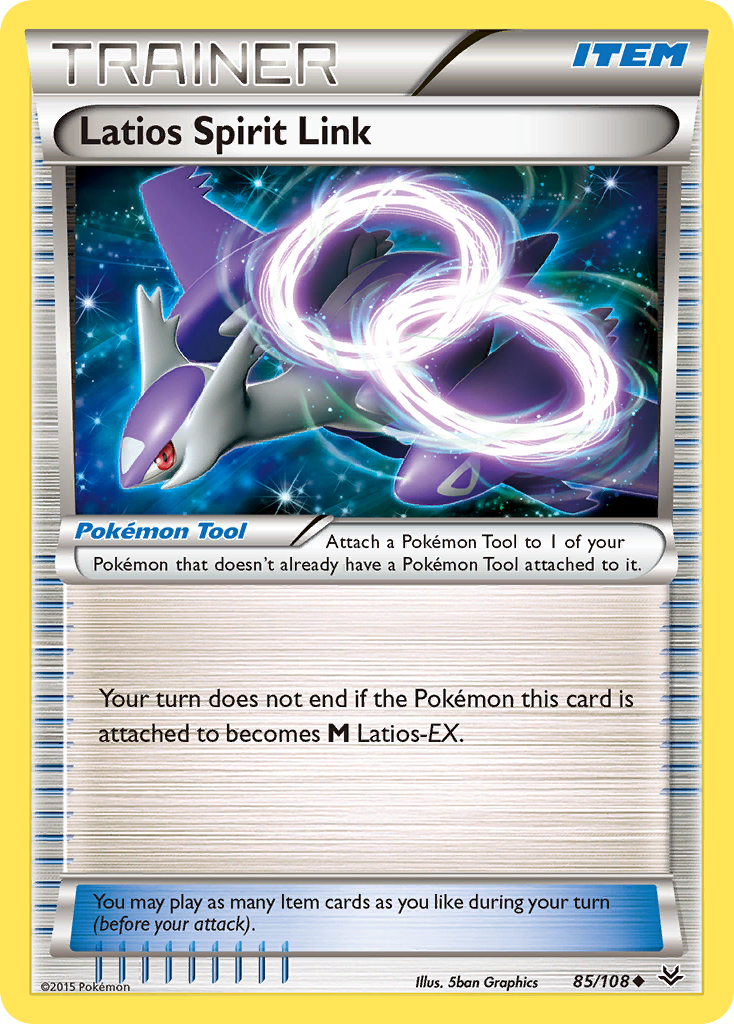 TRAINER
ITEM
Latios Spirit Link
Pokémon Tool
Attach a Pokémon Tool to 1 of your
Pokémon that doesn't already have a Pokémon Tool attached to it.
Your turn does not end if the Pokémon this card is
attached to becomes M Latios-EX.
You may play as many Item cards as you like during your turn
(before your attack).
©2015 Pokémon
Illus. 5ban Graphics
85/108